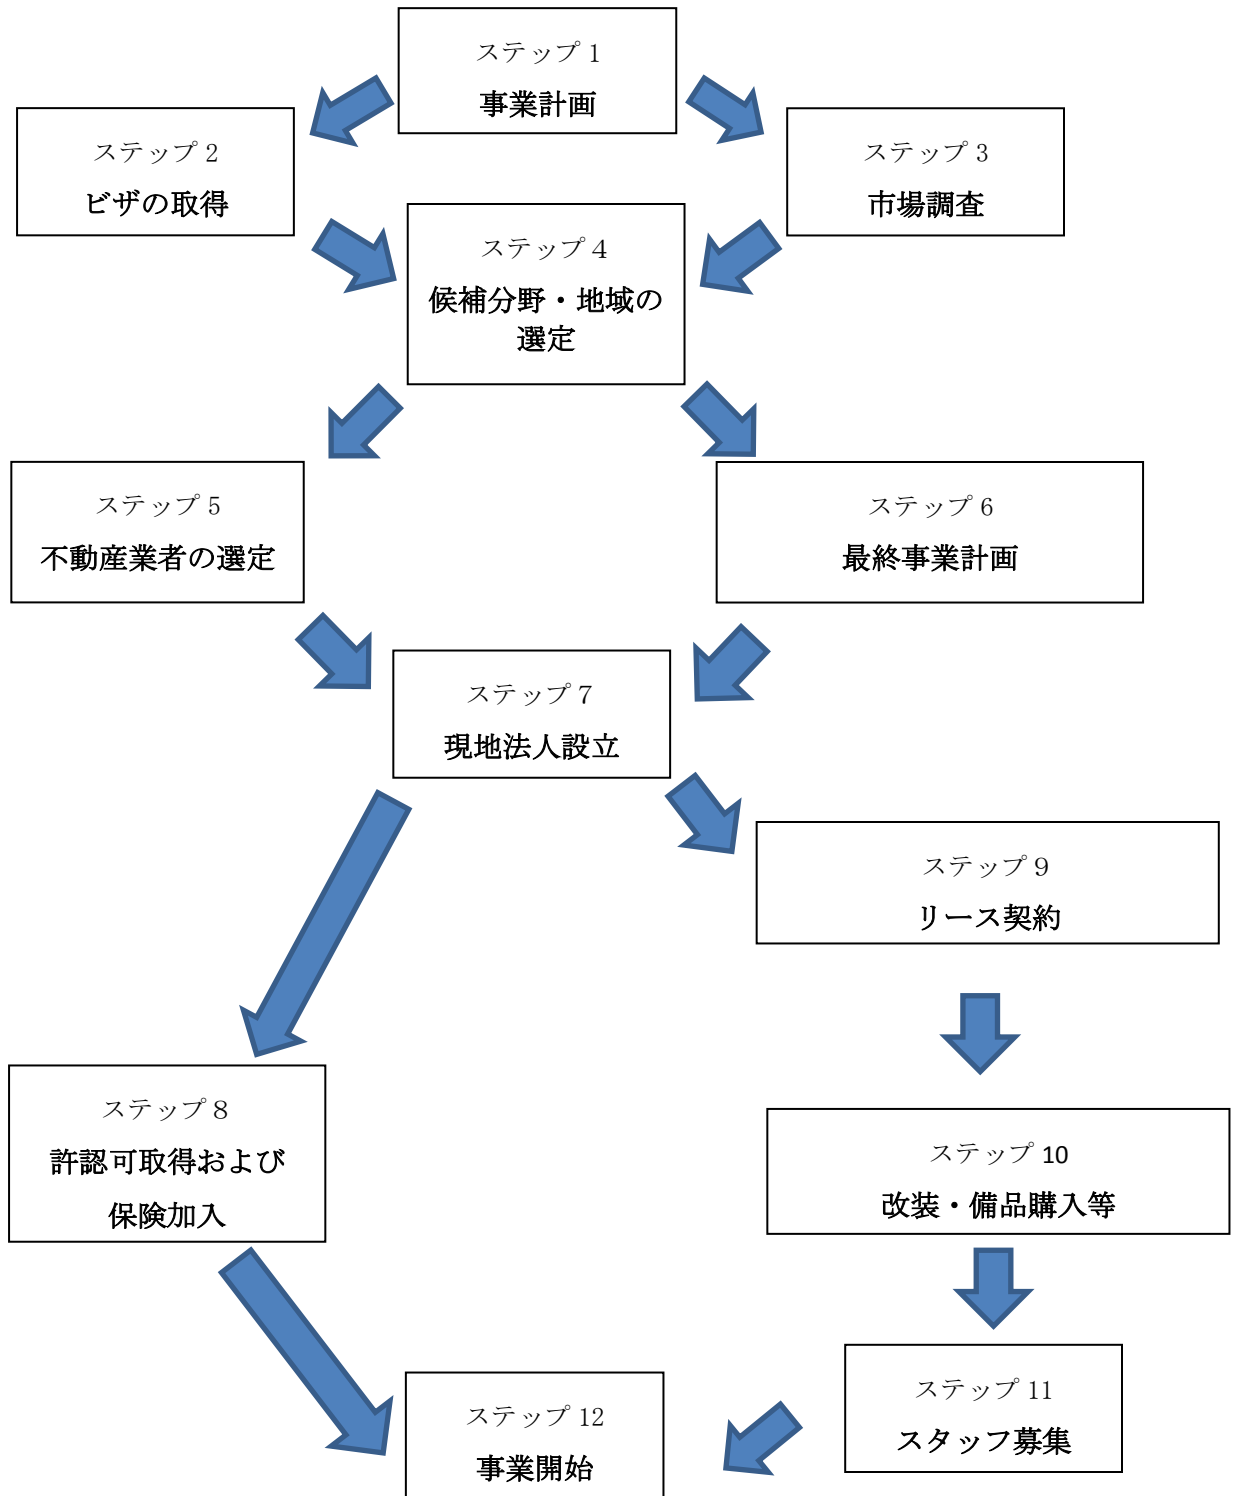 ステップ 1
事業計画
ステップ 2
ビザの取得
ステップ 3
市場調査
ステップ４
候補分野・地域の
選定
ステップ 5
不動産業者の選定
ステップ 6
最終事業計画
ステップ７
現地法人設立
ステップ９
リース契約
ステップ８
許認可取得および
保険加入
ステップ 10
改装・備品購入等
ステップ 11
スタッフ募集
ステップ 12
事業開始